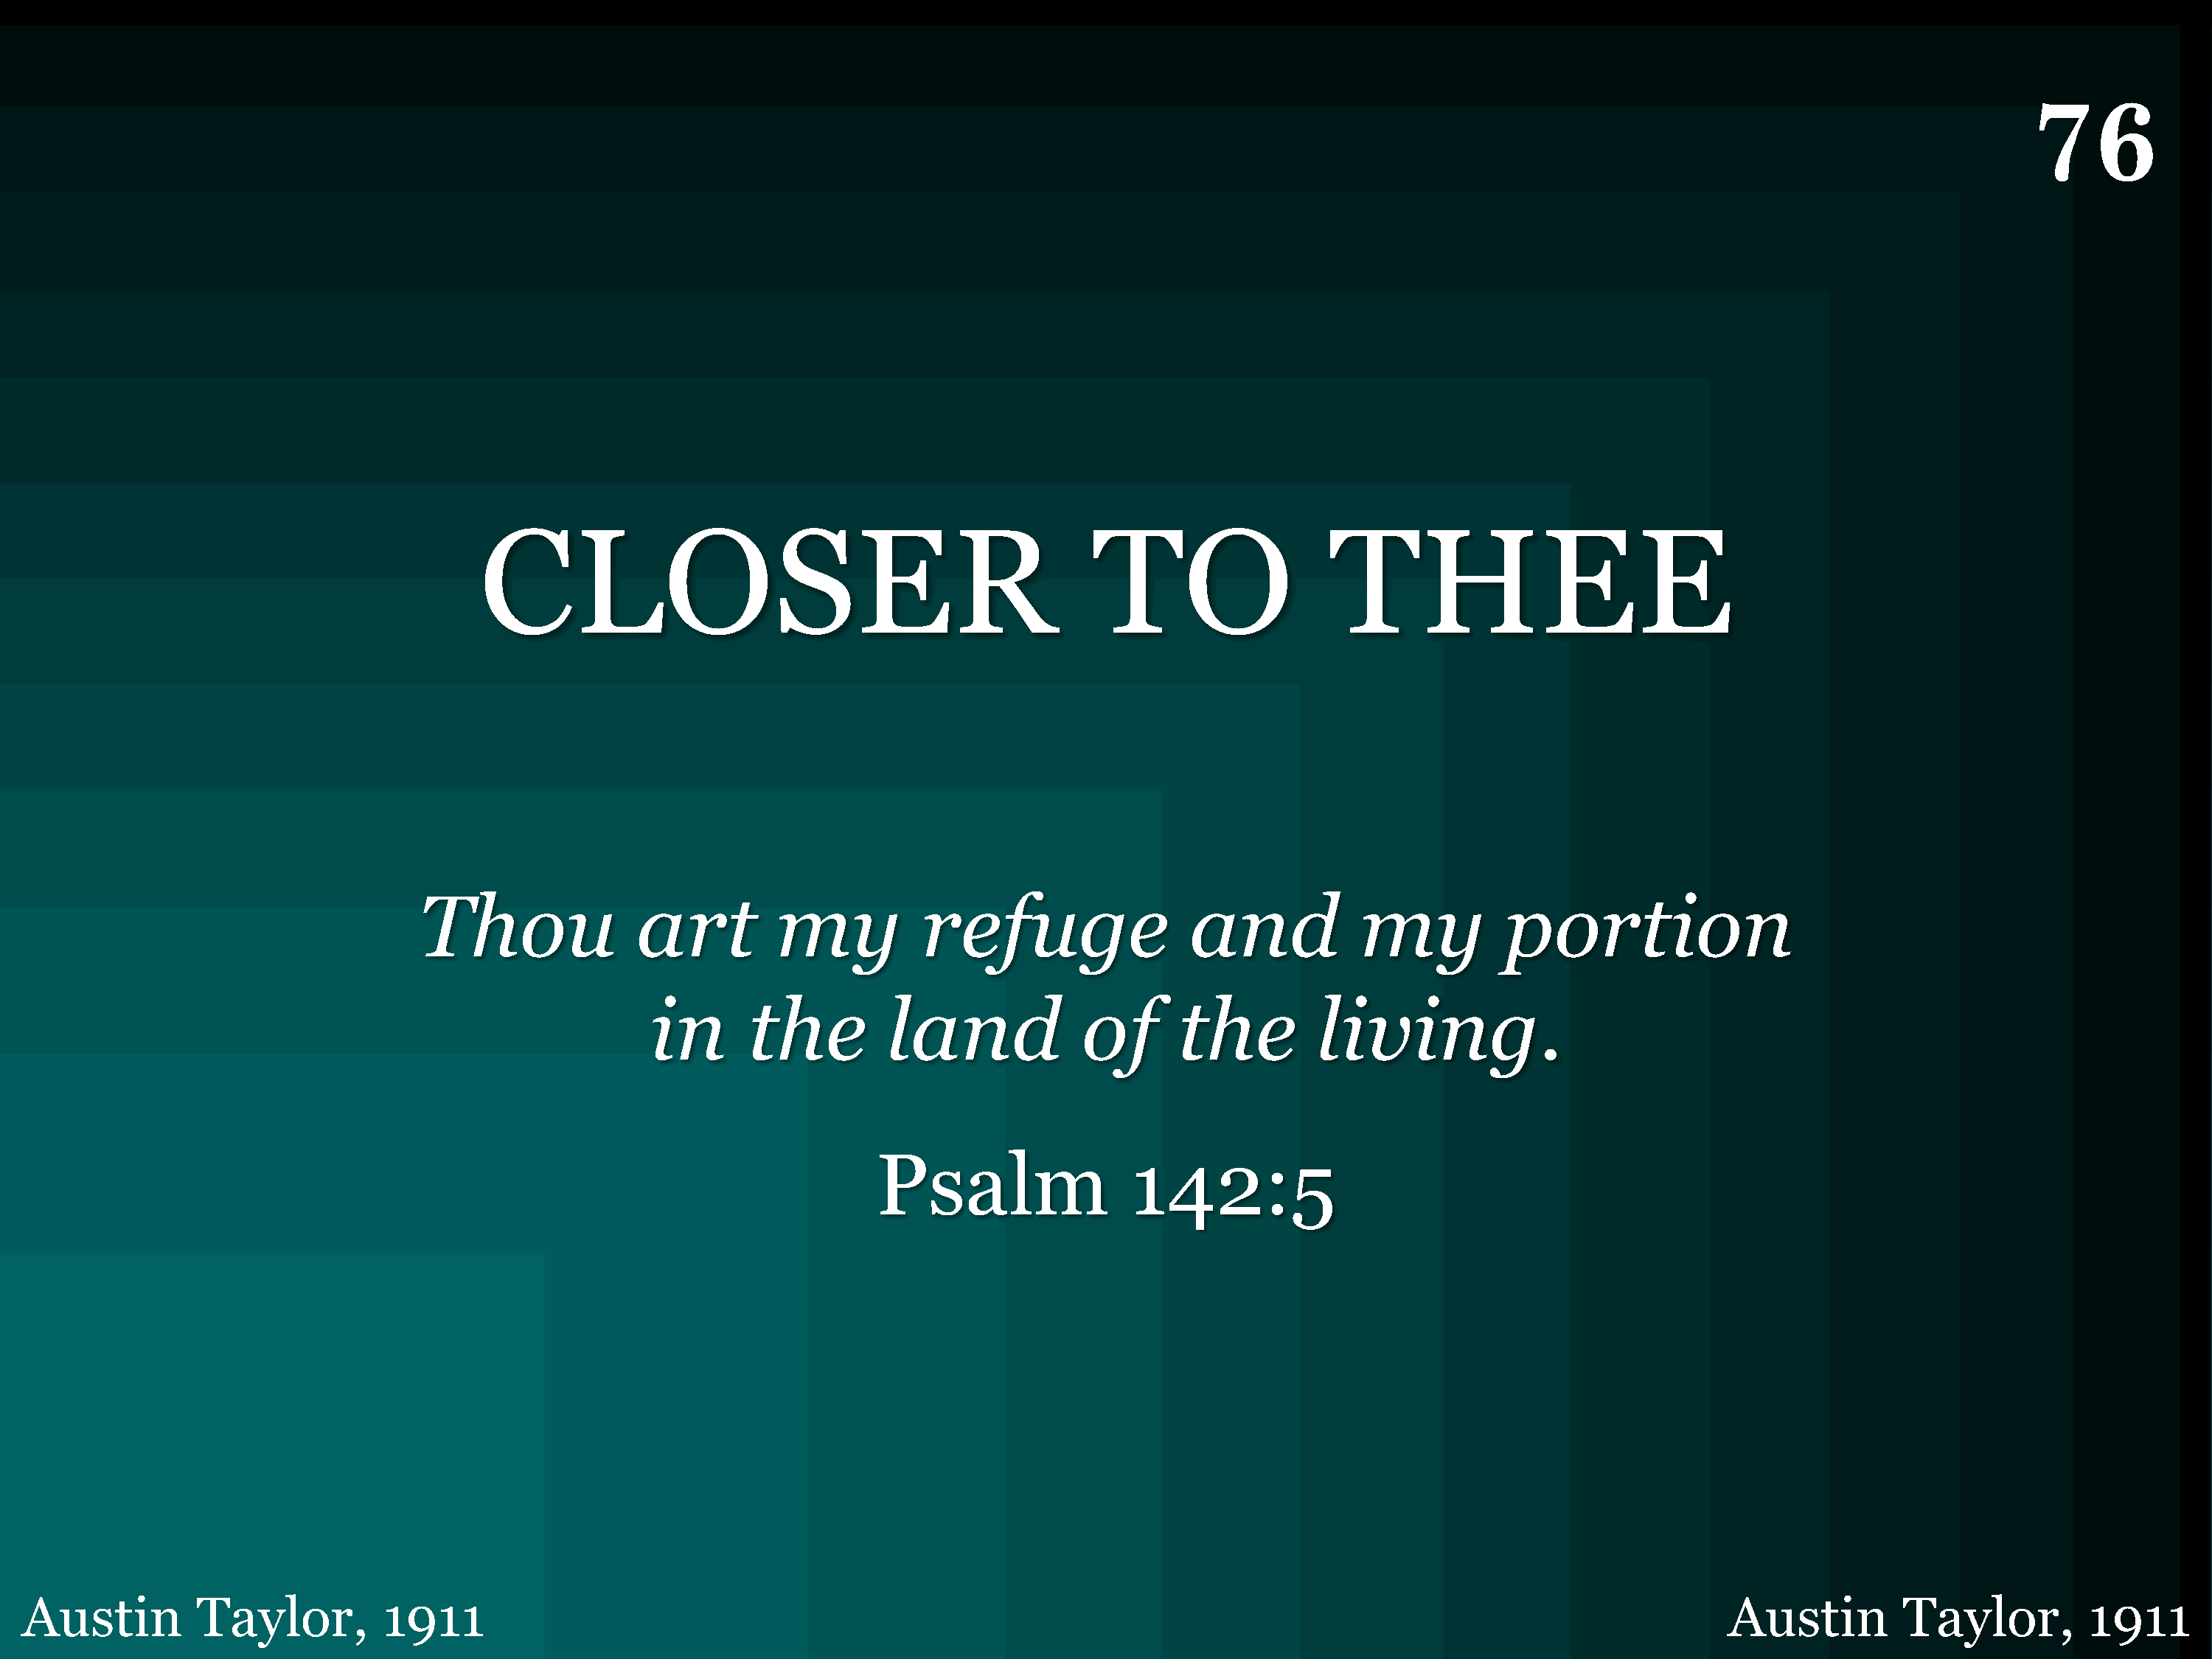 76
CLOSER TO THEE
Thou art my refuge and my portion
in the land of the living.
Psalm 142:5
Austin Taylor, 1911
Austin Taylor, 1911